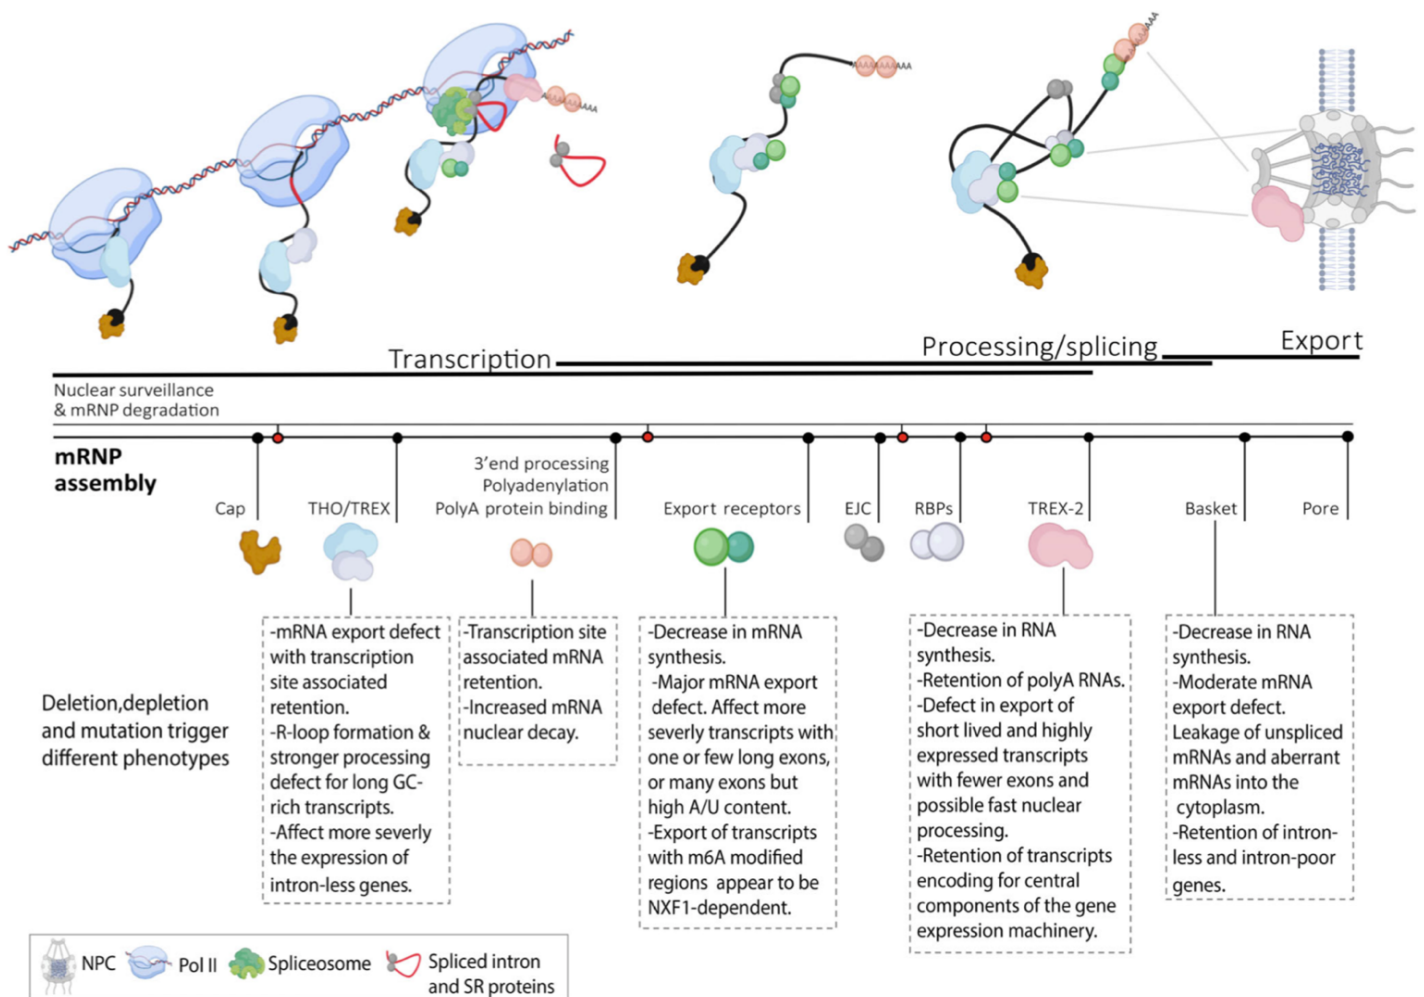 AAA
AAAAAA
Transcription
Processing/splicing
Export
Nuclear surveillance
& mRNP degradation
mRNP
assembly
Cap
THO/TREX
3'end processing
Polyadenylation
PolyA protein binding
Export receptors
EJC
RBPs
TREX-2
Basket
Pore
Deletion,depletion
and mutation trigger
different phenotypes
-mRNA export defect
with transcription
site associated
retention.
-R-loop formation &
stronger processing
defect for long GC-
rich transcripts.
-Affect more severly
the expression of
intron-less genes.
-Transcription site
associated mRNA
retention.
-Increased mRNA
nuclear decay.
-Decrease in mRNA
synthesis.
-Major mRNA export
defect. Affect more
severly transcripts with
one or few long exons,
or many exons but
high A/U content.
-Export of transcripts
with m6A modified
regions appear to be
NXF1-dependent.
-Decrease in RNA
synthesis.
-Retention of polyA RNAs.
-Defect in export of
short lived and highly
expressed transcripts
with fewer exons and
possible fast nuclear
processing.
-Retention of transcripts
encoding for central
components of the gene
expression machinery.
-Decrease in RNA
synthesis.
-Moderate mRNA
export defect.
Leakage of unspliced
mRNAs and aberrant
mRNAs into the
cytoplasm.
-Retention of intron-
less and intron-poor
genes.
NPC
Pol II
Spliceosome
Spliced intron
and SR proteins